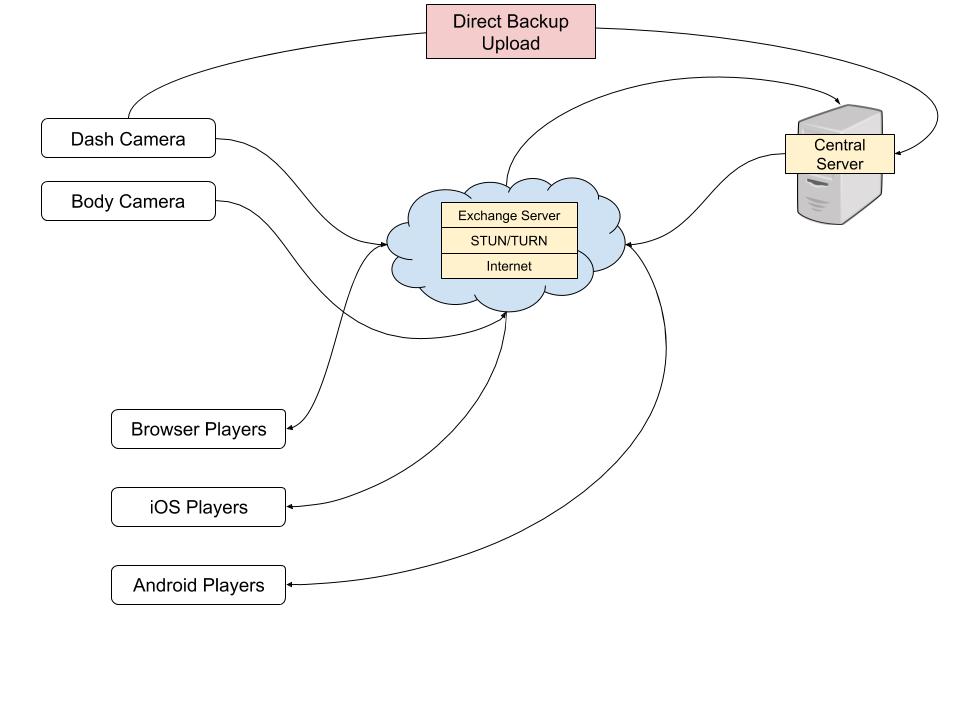 Direct Backup
Upload
Dash Camera
Central
Server
Body Camera
Exchange Server
STUN/TURN
Internet
Browser Players
iOS Players
Android Players